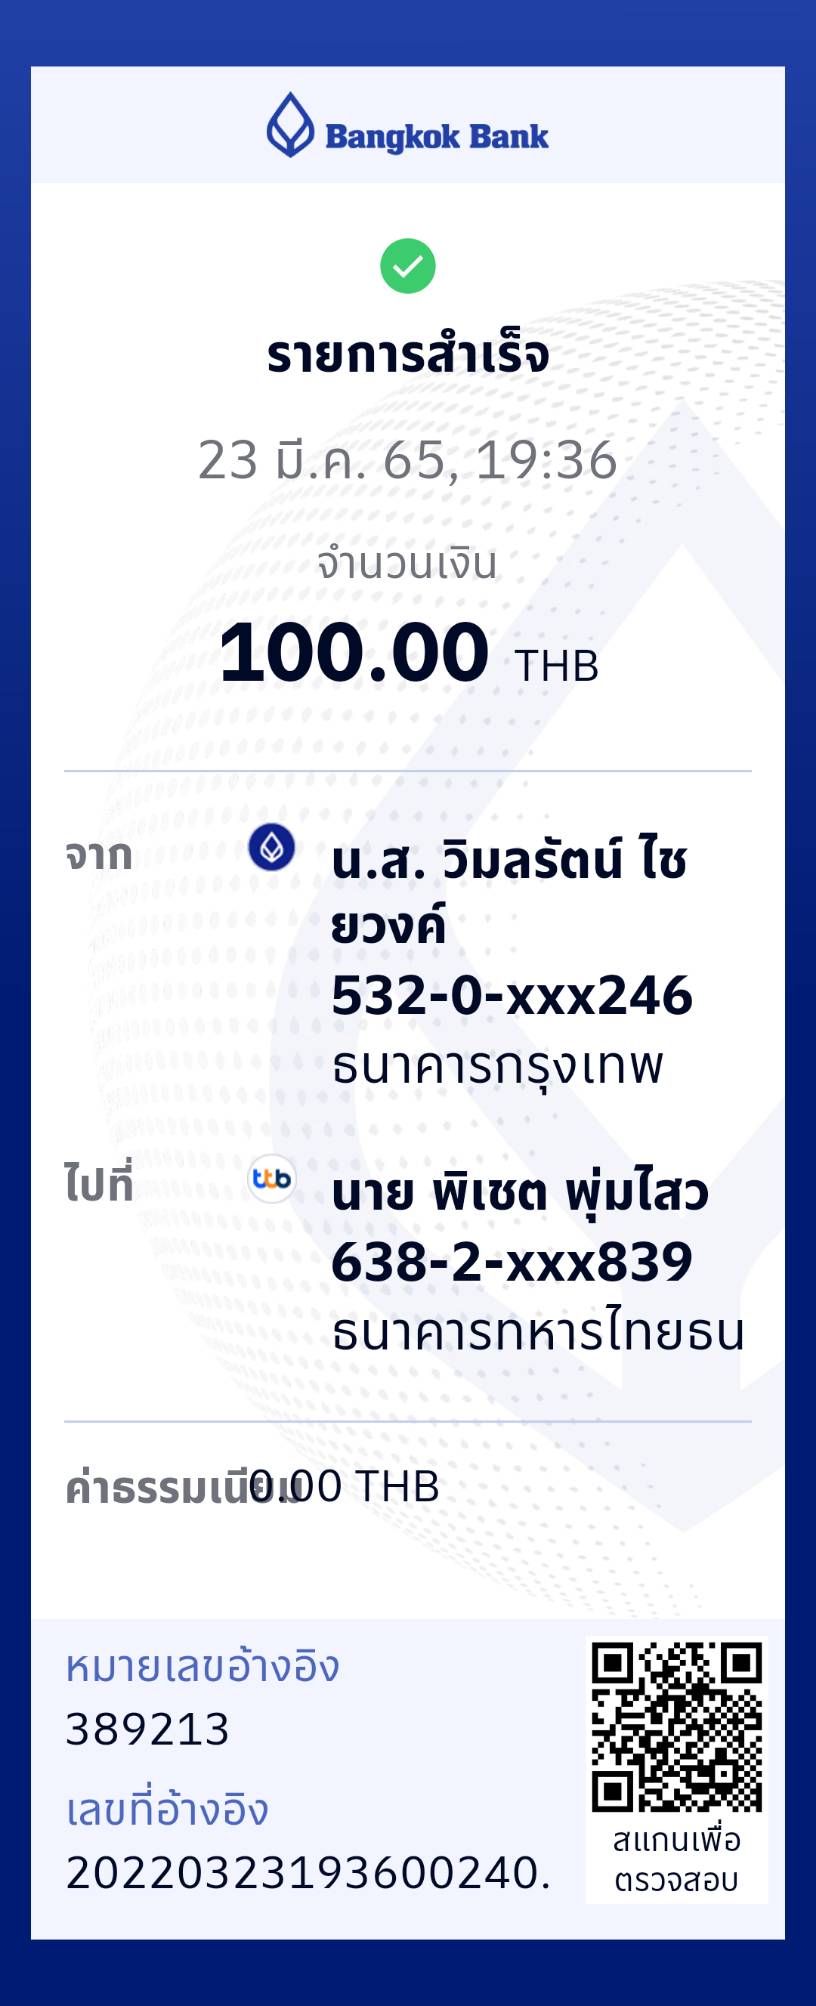 Bangkok Bank
รายการสำเร็จ
23 มี.ค. 65, 19:36
จำนวนเงิน
100.00 THB
จาก
น.ส. วิมลรัตน์ ไช
ยวงค์
532-0-xxx246
ธนาคารกรุงเทพ
ไปที่
ttb
นาย พิเชต พุ่มไสว
638-2-xxx839
ธนาคารทหารไทยธน
ค่าธรรมเนียม 0.00 THB
หมายเลขอ้างอิง
389213
เลขที่อ้างอิง
20220323193600240.
สแกนเพื่อ
ตรวจสอบ